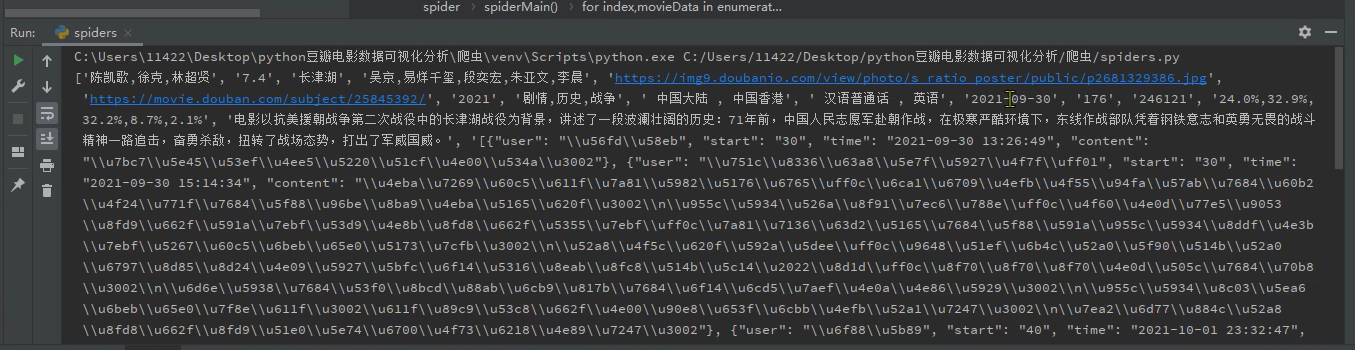 spider > spiderMain() > for index,movieData in enumerat...
Run: spiders ×
C:\Users\11422\Desktop\python豆瓣电影数据可视化分析\爬虫\venv\Scripts\python.exe C:/Users/11422/Desktop/python豆瓣电影数据可视化分析/爬虫/spiders.py
['陈凯歌,徐克,林超贤', '7.4', '长津湖', '吴京,易烊千玺,段奕宏,朱亚文,李晨', 'https://img9.doubanio.com/view/photo/s_ratio_poster/public/p2681329386.jpg',
'https://movie.douban.com/subject/25845392/', '2021', '剧情,历史,战争', ' 中国大陆 , 中国香港', ' 汉语普通话 , 英语', '2021-09-30', '176', '246121', '24.0%,32.9%,
32.2%,8.7%,2.1%', '电影以抗美援朝战争第二次战役中的长津湖战役为背景，讲述了一段波澜壮阔的历史：71年前，中国人民志愿军赴朝作战，在极寒严酷环境下，东线作战部队凭着钢铁意志和英勇无畏的战斗
精神一路追击，奋勇杀敌，扭转了战场态势，打出了军威国威。', '[{"user": "\\u56fd\\u58eb", "start": "30", "time": "2021-09-30 13:26:49", "content":
"\\u7bc7\\u5e45\\u53ef\\u4ee5\\u5220\\u51cf\\u4e00\\u534a\\u3002"}, {"user": "\\u751c\\u8336\\u63a8\\u5e7f\\u5927\\u4f7f\\uff01", "start": "30", "time":
"2021-09-30 15:14:34", "content": "\\u4eba\\u7269\\u60c5\\u611f\\u7a81\\u5982\\u5176\\u6765\\uff0c\\u6ca1\\u6709\\u4efb\\u4f55\\u94fa\\u57ab\\u7684\\u60b2
\\u4f24\\u771f\\u7684\\u5f88\\u96be\\u8ba9\\u4eba\\u5165\\u620f\\u3002\\n\\u955c\\u5934\\u526a\\u8f91\\u7ec6\\u788e\\uff0c\\u4f60\\u4e0d\\u77e5\\u9053
\\u8fd9\\u662f\\u591a\\u7ebf\\u53d9\\u4e8b\\u8fd8\\u662f\\u5355\\u7ebf\\uff0c\\u7a81\\u7136\\u63d2\\u5165\\u7684\\u5f88\\u591a\\u955c\\u5934\\u8ddf\\u4e3b
\\u7ebf\\u5267\\u60c5\\u6beb\\u65e0\\u5173\\u7cfb\\u3002\\n\\u52a8\\u4f5c\\u620f\\u592a\\u5dee\\uff0c\\u9648\\u51ef\\u6b4c\\u52a0\\u5f90\\u514b\\u52a0
\\u6797\\u8d85\\u8d24\\u4e09\\u5927\\u5bfc\\u6f14\\u5316\\u8eab\\u8fc8\\u514b\\u5c14\\u2022\\u8d1d\\uff0c\\u8f70\\u8f70\\u8f70\\u4e0d\\u505c\\u7684\\u70b8
\\u3002\\n\\u6d6e\\u5938\\u7684\\u53f0\\u8bcd\\u88ab\\u6cb9\\u817b\\u7684\\u6f14\\u6cd5\\u7aef\\u4e0a\\u4e86\\u5929\\u3002\\n\\u955c\\u5934\\u8c03\\u5ea6
\\u6beb\\u65e0\\u7f8e\\u611f\\u3002\\u611f\\u89c9\\u53c8\\u662f\\u4e00\\u90e8\\u653f\\u6cbb\\u4efb\\u52a1\\u7247\\u3002\\n\\u7ea2\\u6d77\\u884c\\u52a8
\\u8fd8\\u662f\\u8fd9\\u51e0\\u5e74\\u6700\\u4f73\\u6218\\u4e89\\u7247\\u3002"}, {"user": "\\u6f88\\u5b89", "start": "40", "time": "2021-10-01 23:32:47",